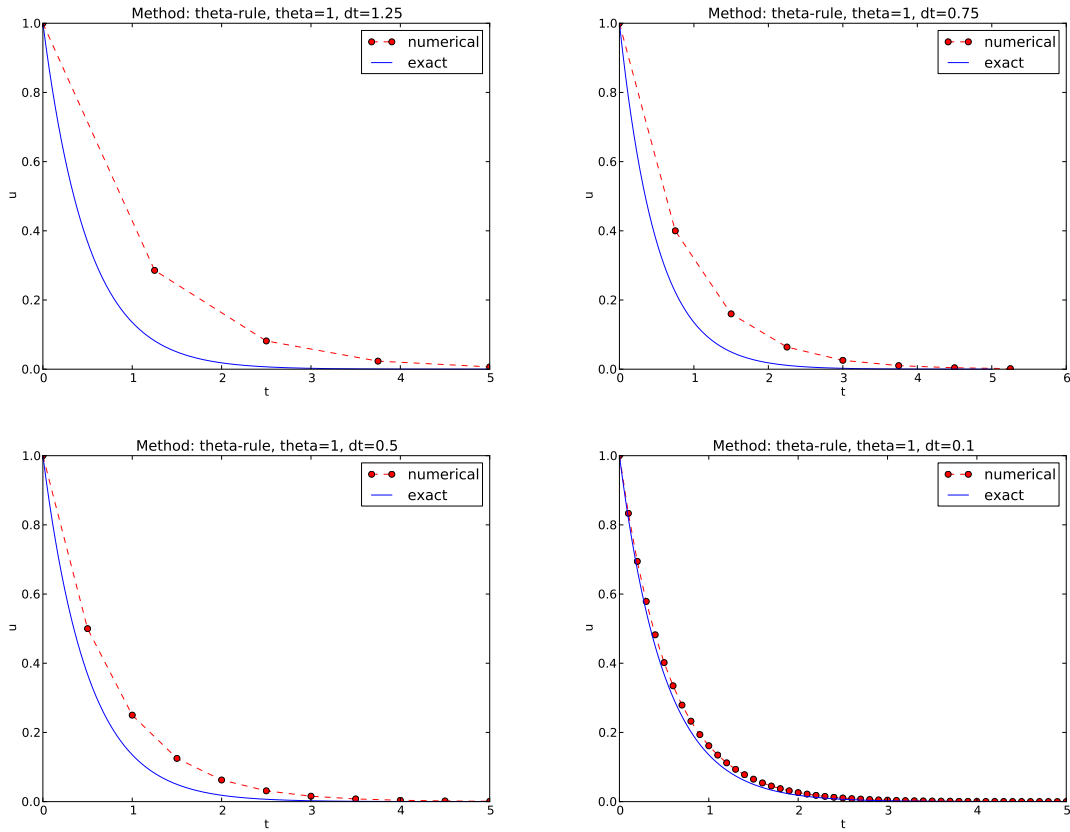 Method: theta-rule, theta=1, dt=1.25
1.0
0.8
0.6
0.4
0.2
0.0
u
0 1 2 3 4 5
t
numerical
exact
Method: theta-rule, theta=1, dt=0.75
1.0
0.8
0.6
0.4
0.2
0.0
u
0 1 2 3 4 5 6
t
numerical
exact
Method: theta-rule, theta=1, dt=0.5
1.0
0.8
0.6
0.4
0.2
0.0
u
0 1 2 3 4 5
t
numerical
exact
Method: theta-rule, theta=1, dt=0.1
1.0
0.8
0.6
0.4
0.2
0.0
u
0 1 2 3 4 5
t
numerical
exact